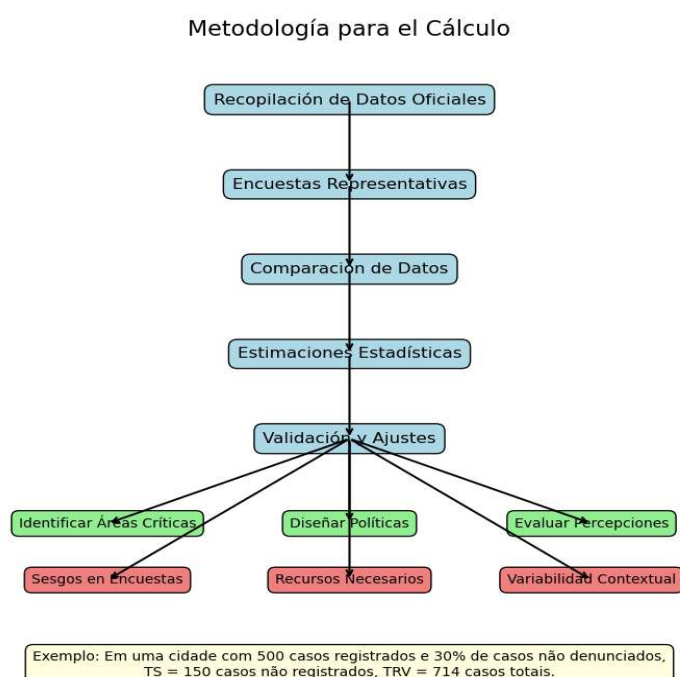 Metodología para el Cálculo
Recopilación de Datos Oficiales
Encuestas Representativas
Comparación de Datos
Estimaciones Estadísticas
Validación y Ajustes
Identificar Áreas Críticas
Diseñar Políticas
Evaluar Percepciones
Sesgos en Encuestas
Recursos Necesarios
Variabilidad Contextual
Exemplo: Em uma cidade com 500 casos registrados e 30% de casos não denunciados,
TS = 150 casos não registrados, TRV = 714 casos totais.